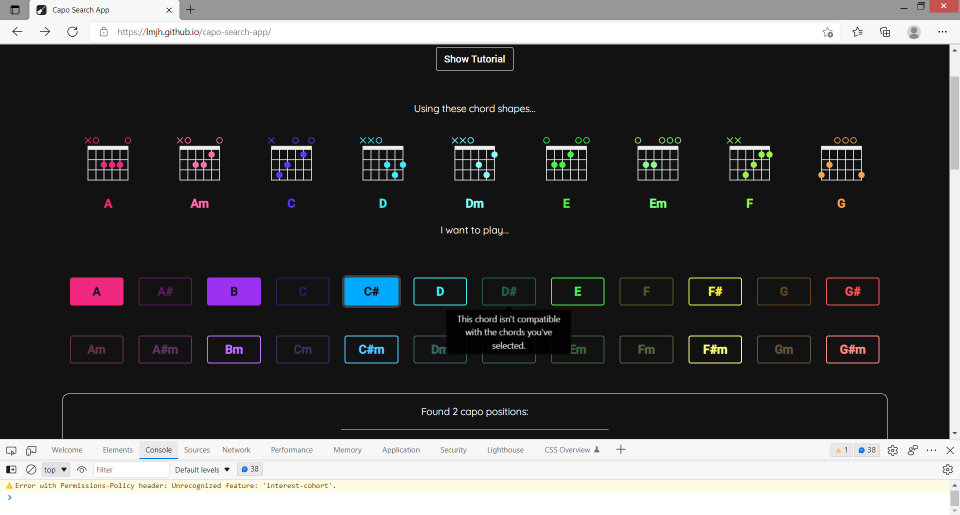 Capo Search App
https://lmjh.github.io/capo-search-app/
Show Tutorial
Using these chord shapes...
A Am C D Dm E Em F G
I want to play...
A A# B C C# D D# E F F# G G#
This chord isn't compatible
with the chords you've
selected.
Am A#m Bm Cm C#m Dm Em Fm F#m Gm G#m
Found 2 capo positions:
Welcome Elements Console Sources Network Performance Memory Application Security Lighthouse CSS Overview 1 38
top Filter Default levels 38
Error with Permissions-Policy header: Unrecognized feature: 'interest-cohort'.